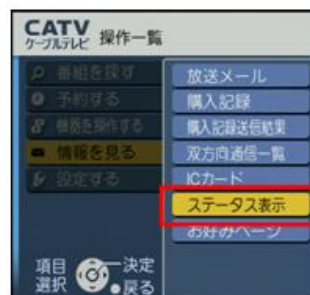 CATV
ケーブルテレビ 操作一覧
番組を探す
予約する
機器を操作する
情報を見る
設定する
放送メール
購入記録
購入記録送信結果
双方向通信一覧
ICカード
ステータス表示
お好みページ
項目
選択
決定
戻る